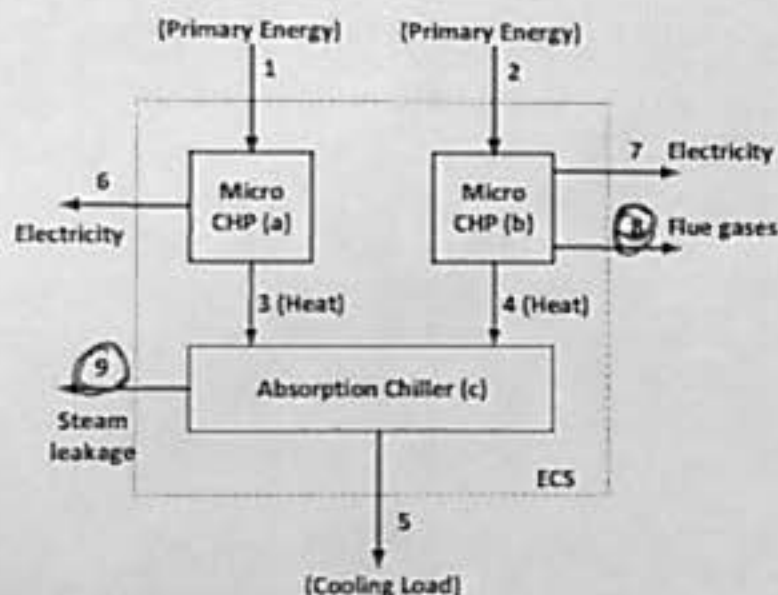 (Primary Energy) (Primary Energy)
1 2
6 Micro CHP (a) Micro CHP (b) 7 Electricity
Electricity 8 Flue gases
3 (Heat) 4 (Heat)
9 Absorption Chiller (c)
Steam
leakage
ECS
5
(Cooling Load)